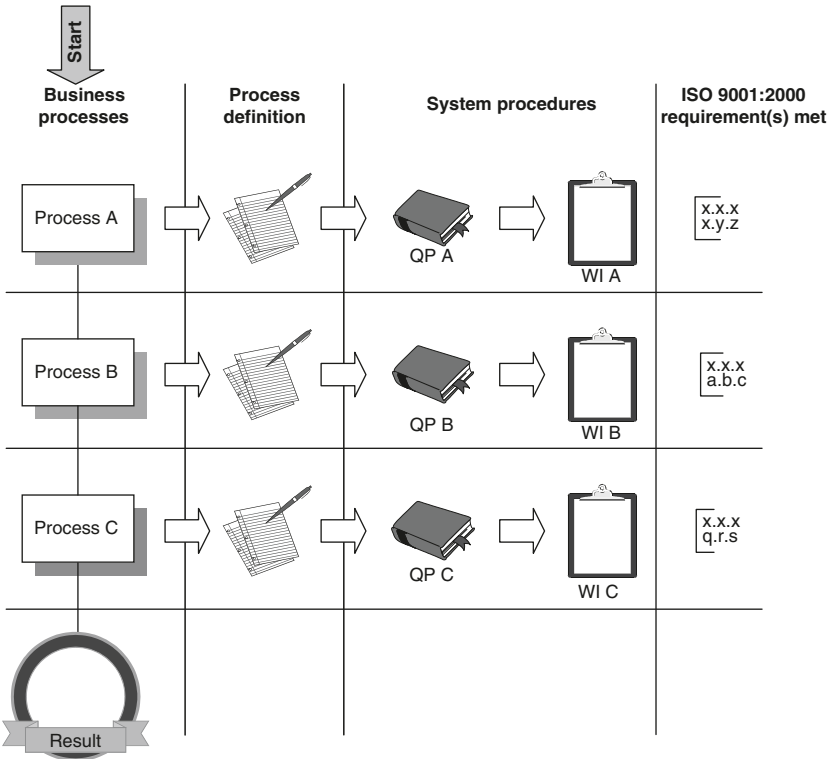 Start
Business
processes
Process
definition
System procedures
ISO 9001:2000
requirement(s) met
Process A
QP A
WI A
x.x.x
x.y.z
Process B
QP B
WI B
x.x.x
a.b.c
Process C
QP C
WI C
x.x.x
q.r.s
Result